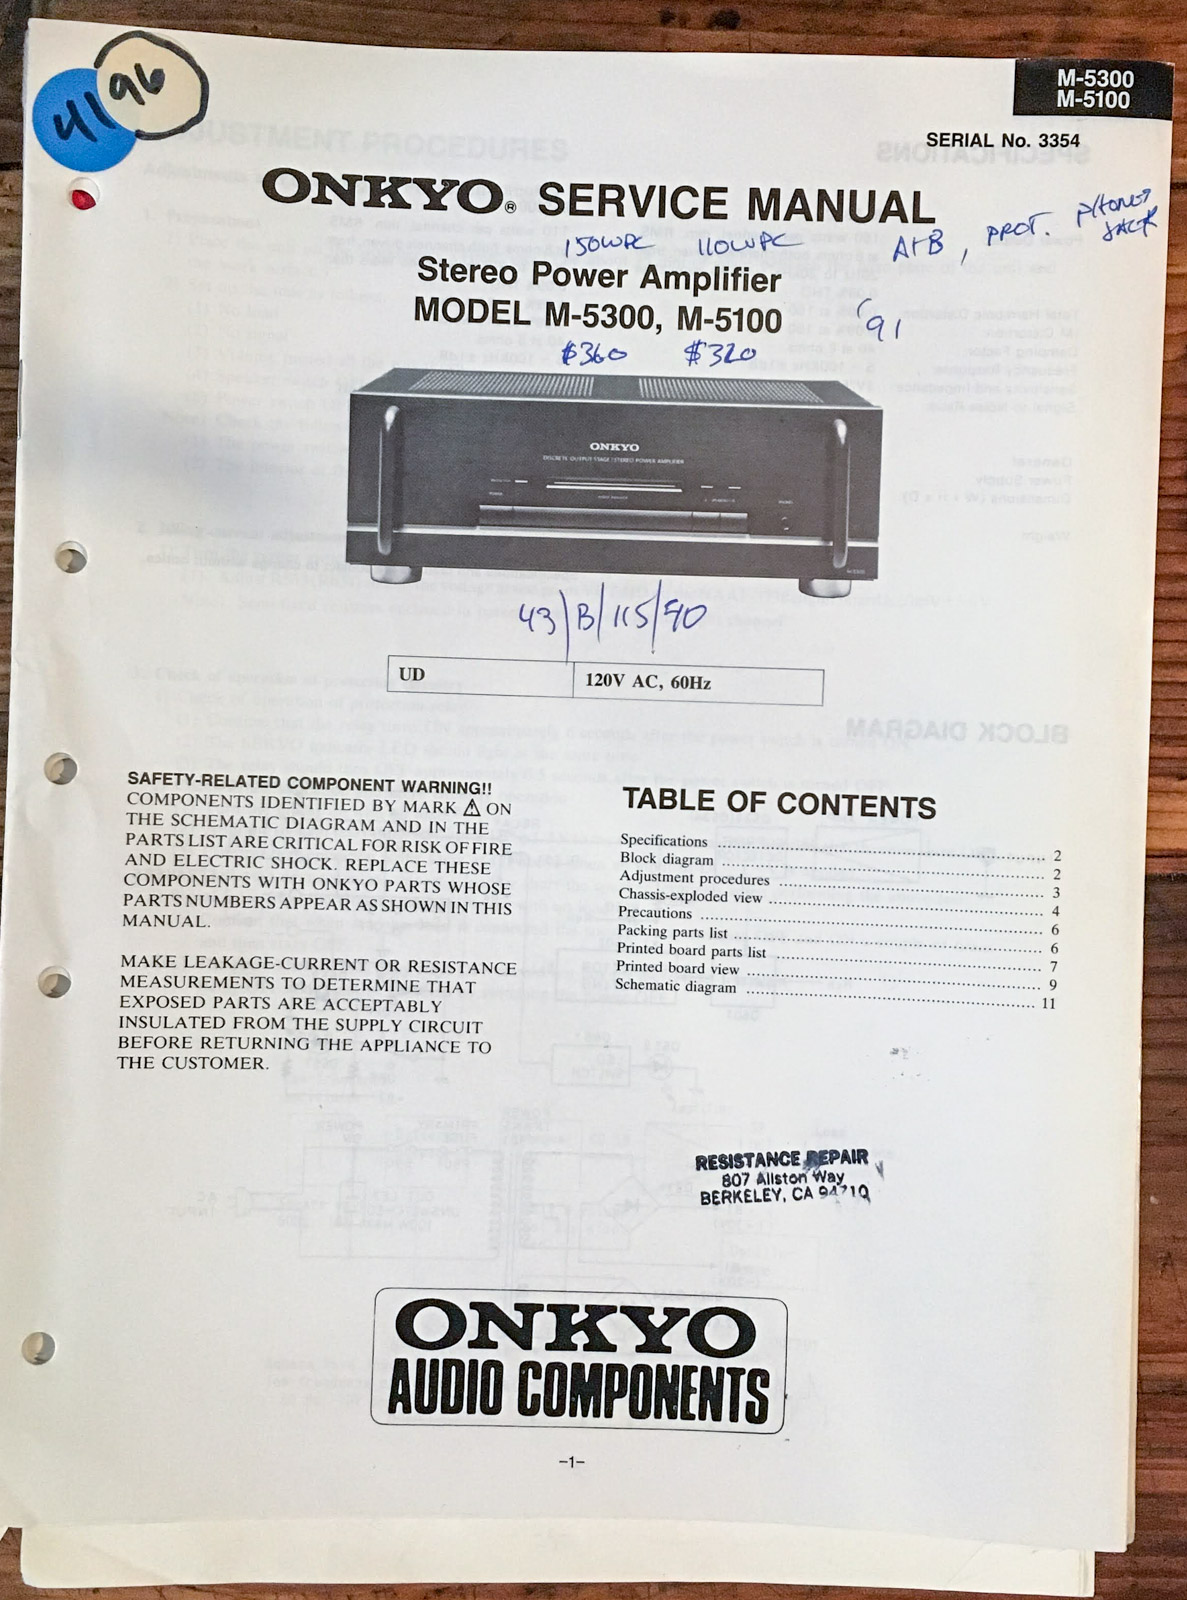 4196
M-5300
M-5100
SERIAL No. 3354
ONKYO® SERVICE MANUAL
150WPC 110WPC A+B, PROT. PHONES JACK
Stereo Power Amplifier
MODEL M-5300, M-5100 '91
$360 $320
ONKYO
DISCRETE OUTPUT STAGE STEREO POWER AMPLIFIER
43/B/115/90
UD 120V AC, 60Hz
SAFETY-RELATED COMPONENT WARNING!!
COMPONENTS IDENTIFIED BY MARK ⚠ ON
THE SCHEMATIC DIAGRAM AND IN THE
PARTS LIST ARE CRITICAL FOR RISK OF FIRE
AND ELECTRIC SHOCK. REPLACE THESE
COMPONENTS WITH ONKYO PARTS WHOSE
PARTS NUMBERS APPEAR AS SHOWN IN THIS
MANUAL.
MAKE LEAKAGE-CURRENT OR RESISTANCE
MEASUREMENTS TO DETERMINE THAT
EXPOSED PARTS ARE ACCEPTABLY
INSULATED FROM THE SUPPLY CIRCUIT
BEFORE RETURNING THE APPLIANCE TO
THE CUSTOMER.
TABLE OF CONTENTS
Specifications ........ 2
Block diagram ........ 2
Adjustment procedures ........ 3
Chassis-exploded view ........ 4
Precautions ........ 6
Packing parts list ........ 6
Printed board parts list ........ 7
Printed board view ........ 9
Schematic diagram ........ 11
RESISTANCE REPAIR
807 Allston Way
BERKELEY, CA 94710
ONKYO
AUDIO COMPONENTS
-1-